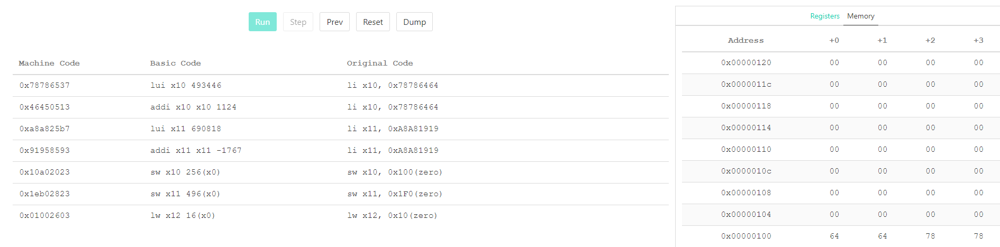 Run Step Prev Reset Dump
Machine Code Basic Code Original Code
0x78786537 lui x10 493446 li x10, 0x78786464
0x46450513 addi x10 x10 1124 li x10, 0x78786464
0xa8a825b7 lui x11 690818 li x11, 0xA8A81919
0x91958593 addi x11 x11 -1767 li x11, 0xA8A81919
0x10a02023 sw x10 256(x0) sw x10, 0x100(zero)
0x1eb02823 sw x11 496(x0) sw x11, 0x1F0(zero)
0x01002603 lw x12 16(x0) lw x12, 0x10(zero)
Registers Memory
Address +0 +1 +2 +3
0x00000120 00 00 00 00
0x0000011c 00 00 00 00
0x00000118 00 00 00 00
0x00000114 00 00 00 00
0x00000110 00 00 00 00
0x0000010c 00 00 00 00
0x00000108 00 00 00 00
0x00000104 00 00 00 00
0x00000100 64 64 78 78